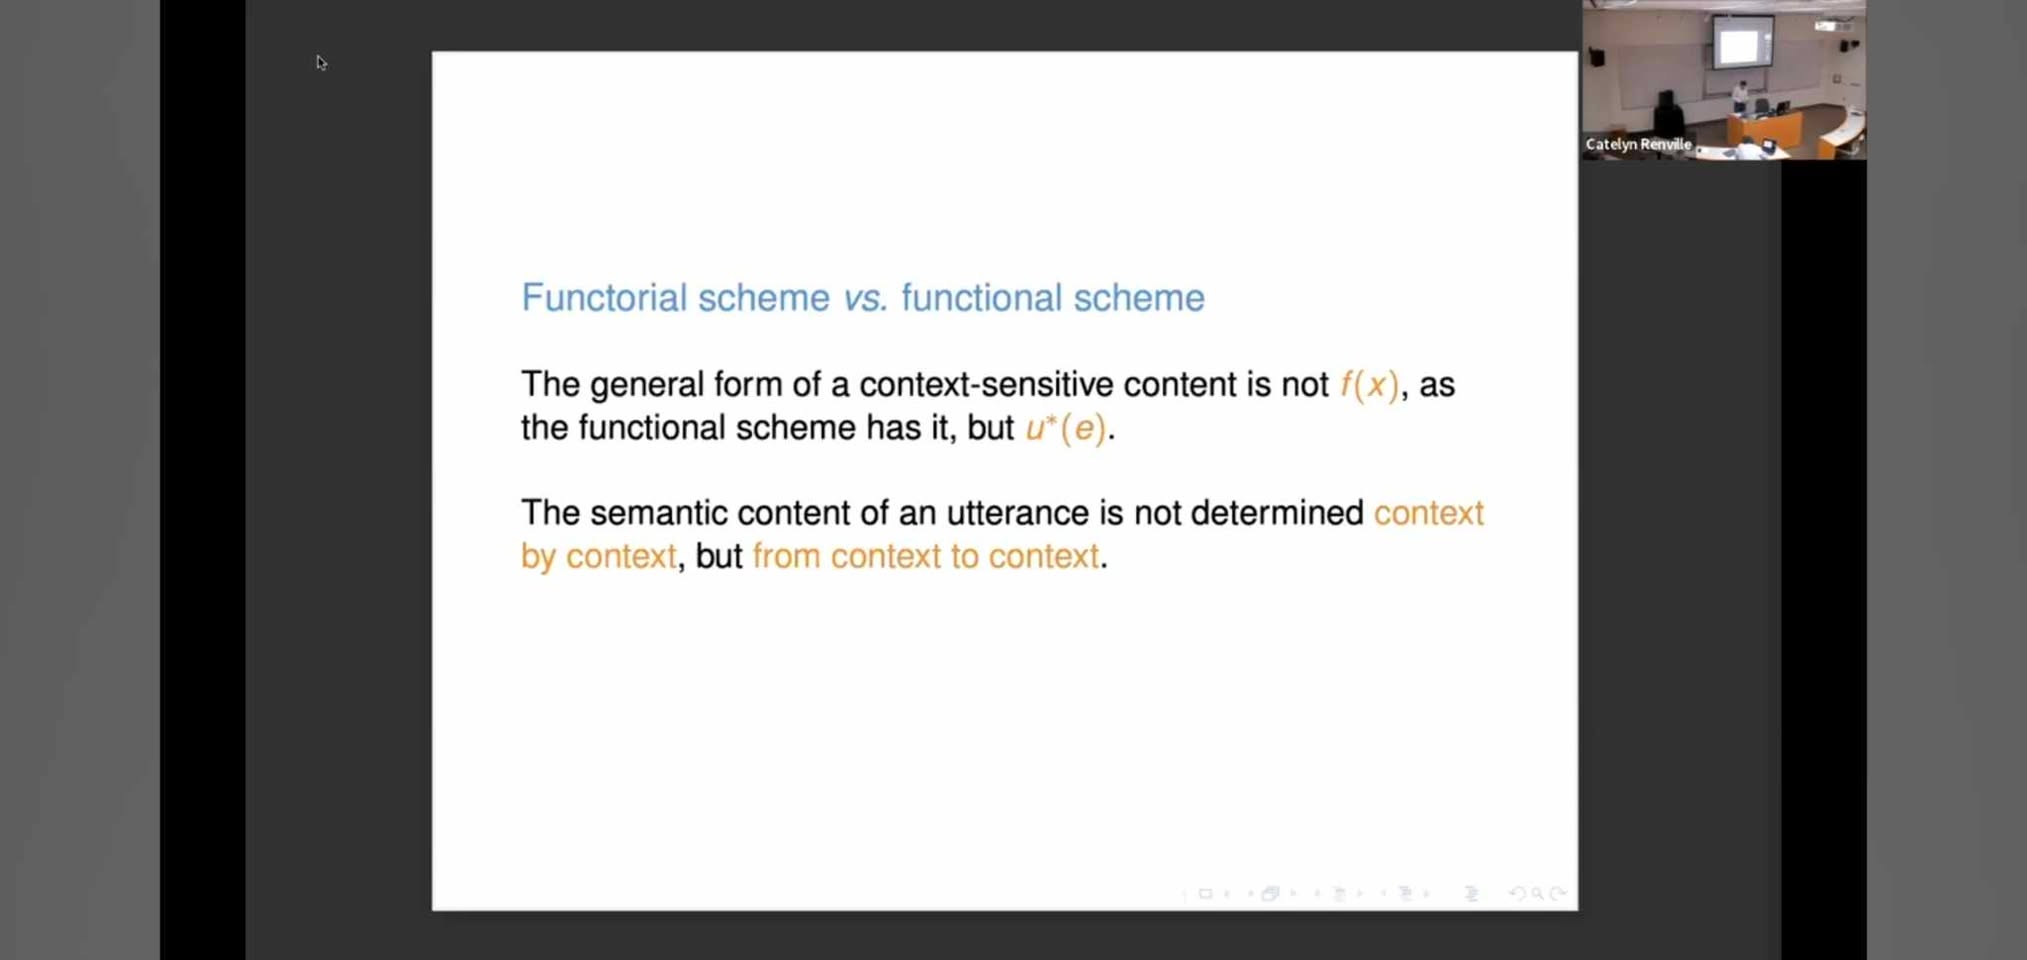 Catelyn Renville
Functorial scheme vs. functional scheme
The general form of a context-sensitive content is not f(x), as
the functional scheme has it, but u*(e).
The semantic content of an utterance is not determined context
by context, but from context to context.